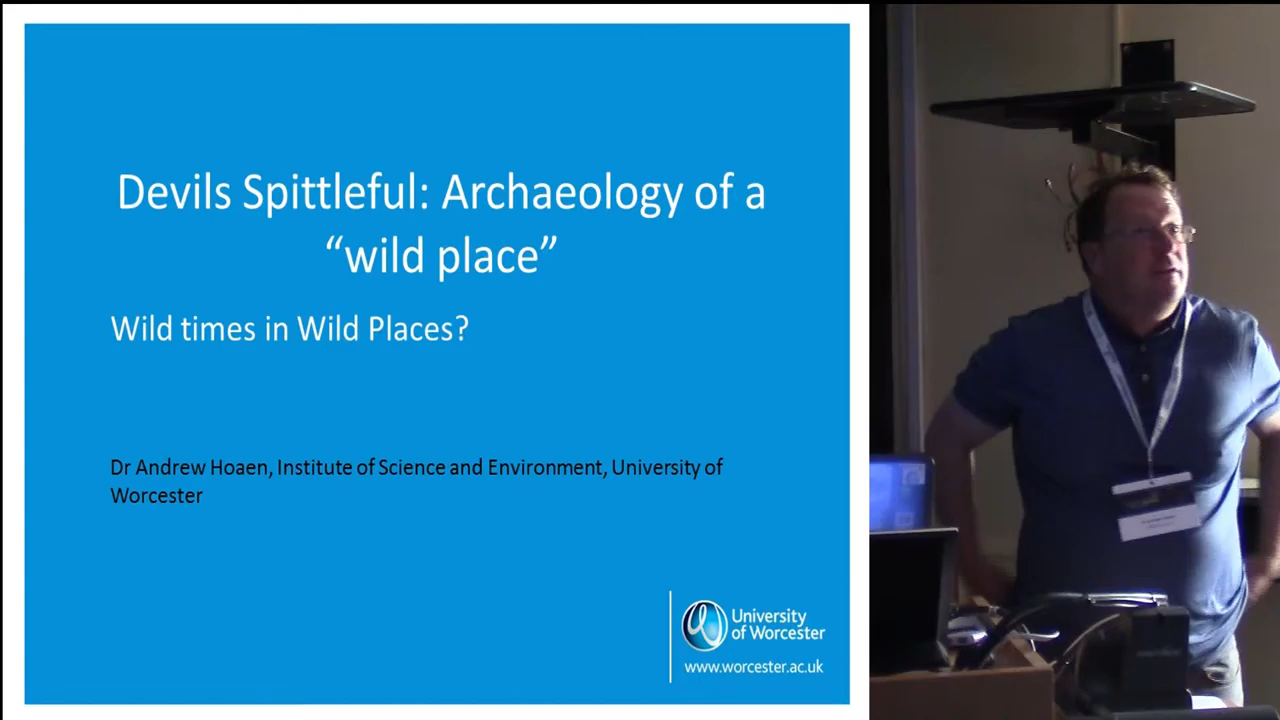 Devils Spittleful: Archaeology of a
“wild place”
Wild times in Wild Places?
Dr Andrew Hoaen, Institute of Science and Environment, University of
Worcester
University
of Worcester
www.worcester.ac.uk